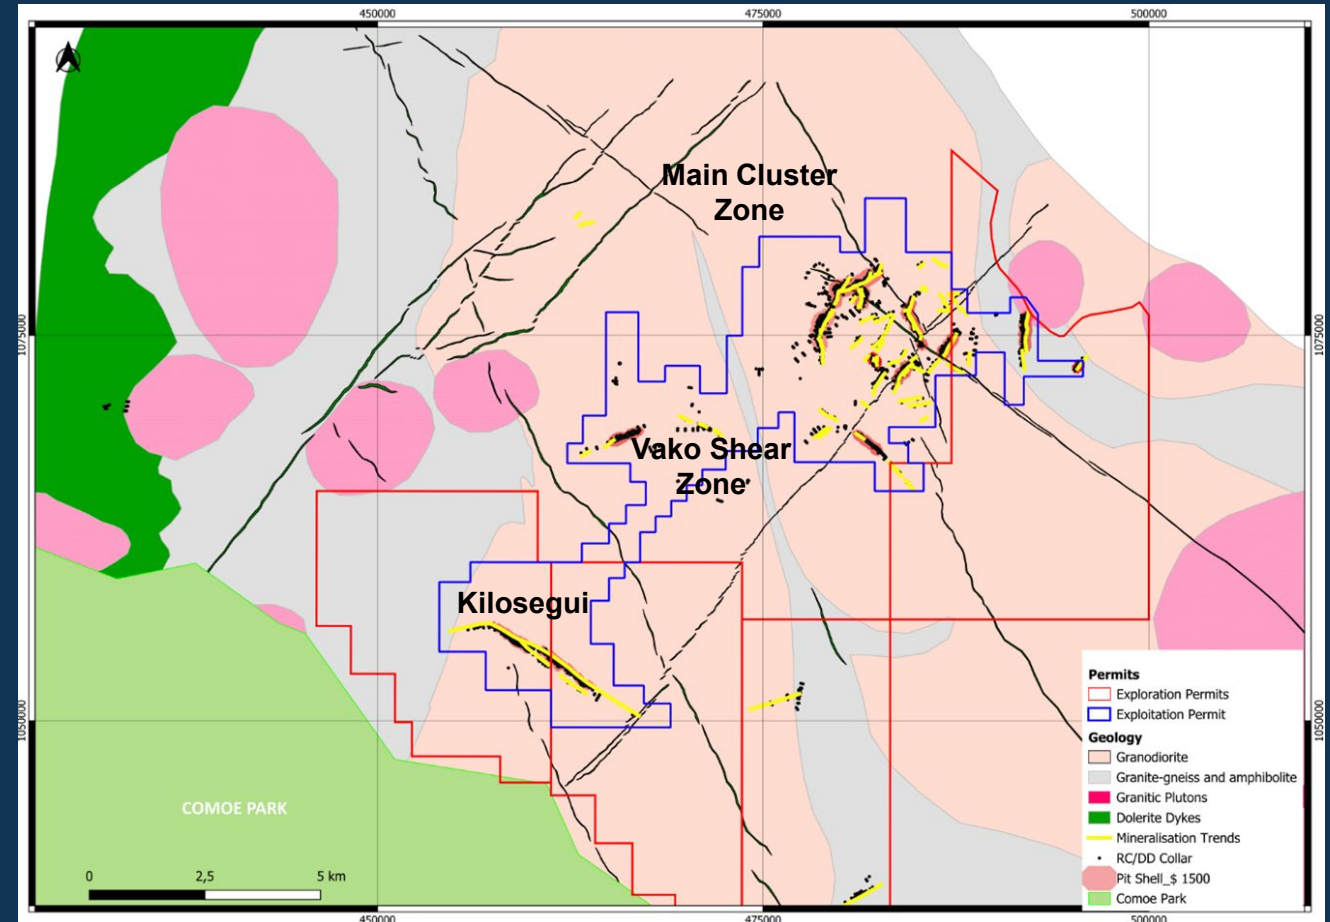 450000
475000
500000
Main Cluster
Zone
1075000
1075000
Vako Shear
Zone
Kilosegui
1050000
1050000
COMOE PARK
0
2,5
5 km
Permits
Exploration Permits
Exploitation Permit
Geology
Granodiorite
Granite-gneiss and amphibolite
Granitic Plutons
Dolerite Dykes
Mineralisation Trends
RC/DD Collar
Pit Shell_$ 1500
Comoe Park
450000
475000
500000